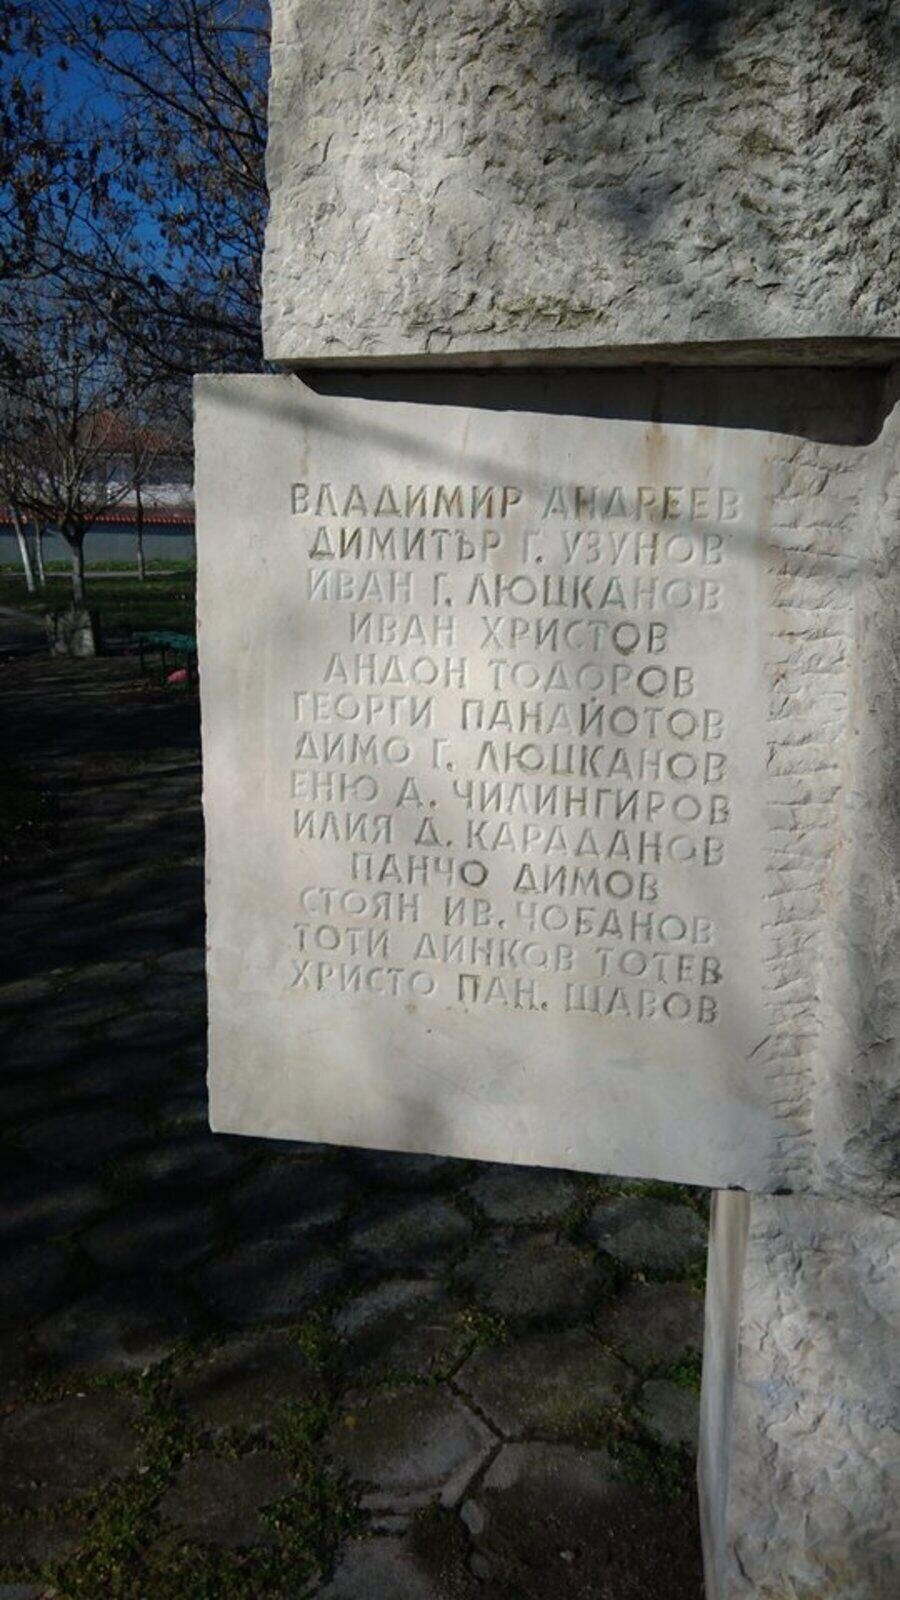 ВЛАДИМИР АНДРЕЕВ
ДИМИТЪР Г. УЗУНОВ
ИВАН Г. ЛЮЦКАНОВ
ИВАН ХРИСТОВ
АНДОН ТОДОРОВ
ГЕОРГИ ПАНАЙОТОВ
ДИМО Г. ЛЮЦКАНОВ
ЕНЮ Д. ЧИЛИНГИРОВ
ИЛИЯ Д. КАРАДАНОВ
ПАНЧО ДИМОВ
СТОЯН ИВ. ЧОБАНОВ
ТОТИ ДИНКОВ ТОТЕВ
ХРИСТО ПАН. ШАВОВ